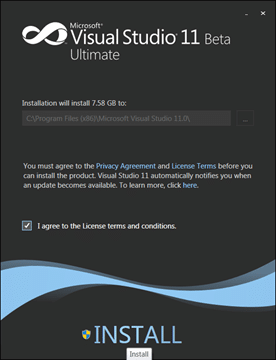 Microsoft®
Visual Studio® 11 Beta
Ultimate
Installation will install 7.58 GB to:
C:\Program Files (x86)\Microsoft Visual Studio 11.0\
...
You must agree to the Privacy Agreement and License Terms before you
can install the product. Visual Studio 11 automatically notifies you when
an update becomes available. To learn more, click here.
I agree to the License terms and conditions.
INSTALL
Install